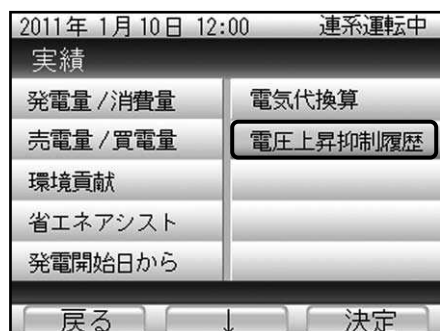 2011年 1月10日 12:00 連系運転中
実績
発電量/消費量 電気代換算
売電量/買電量 電圧上昇抑制履歴
環境貢献
省エネアシスト
発電開始日から
戻る ↓ 決定